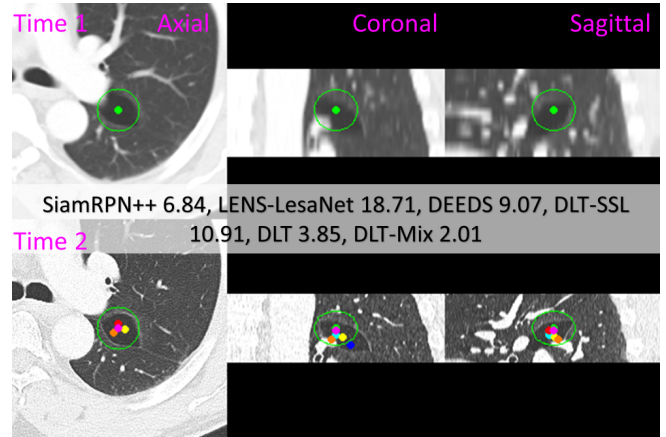 Time 1 Axial Coronal Sagittal
SiamRPN++ 6.84, LENS-LesaNet 18.71, DEEDS 9.07, DLT-SSL
10.91, DLT 3.85, DLT-Mix 2.01
Time 2